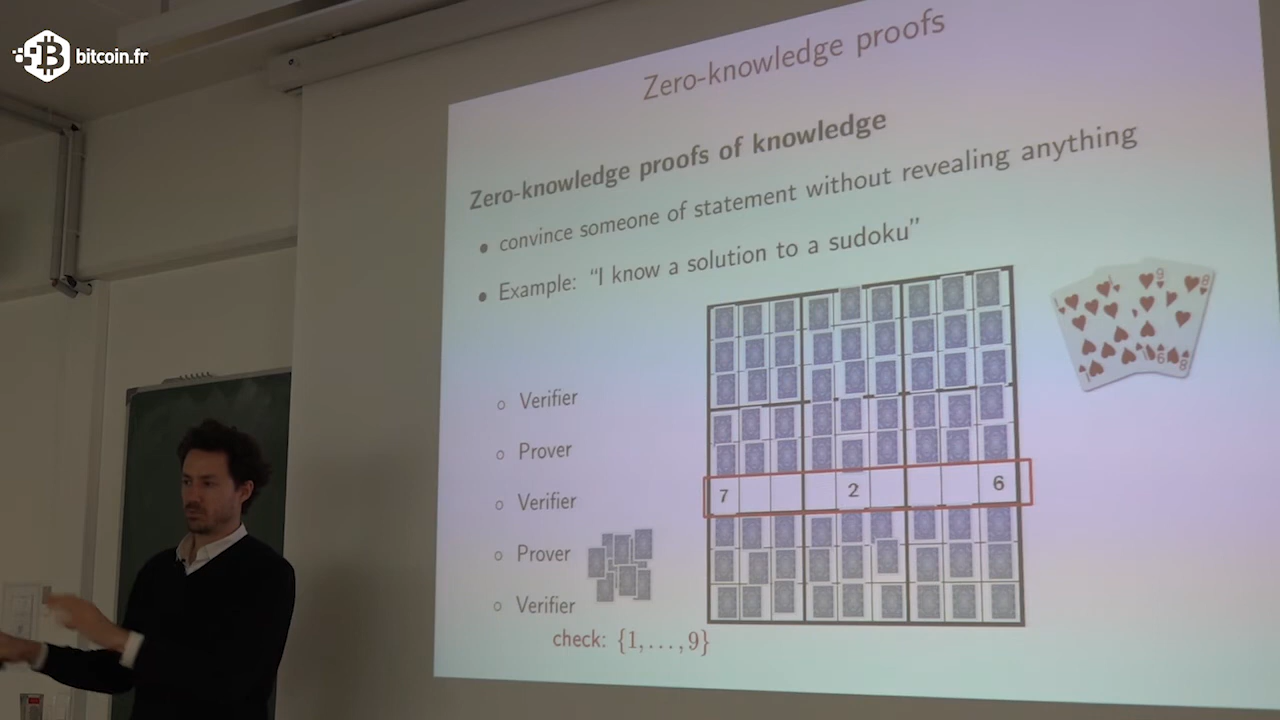 bitcoin.fr
Zero-knowledge proofs
Zero-knowledge proofs of knowledge
• convince someone of statement without revealing anything
• Example: “I know a solution to a sudoku”
○ Verifier
○ Prover
○ Verifier
7 2 6
○ Prover
○ Verifier
check: {1, . . . , 9}